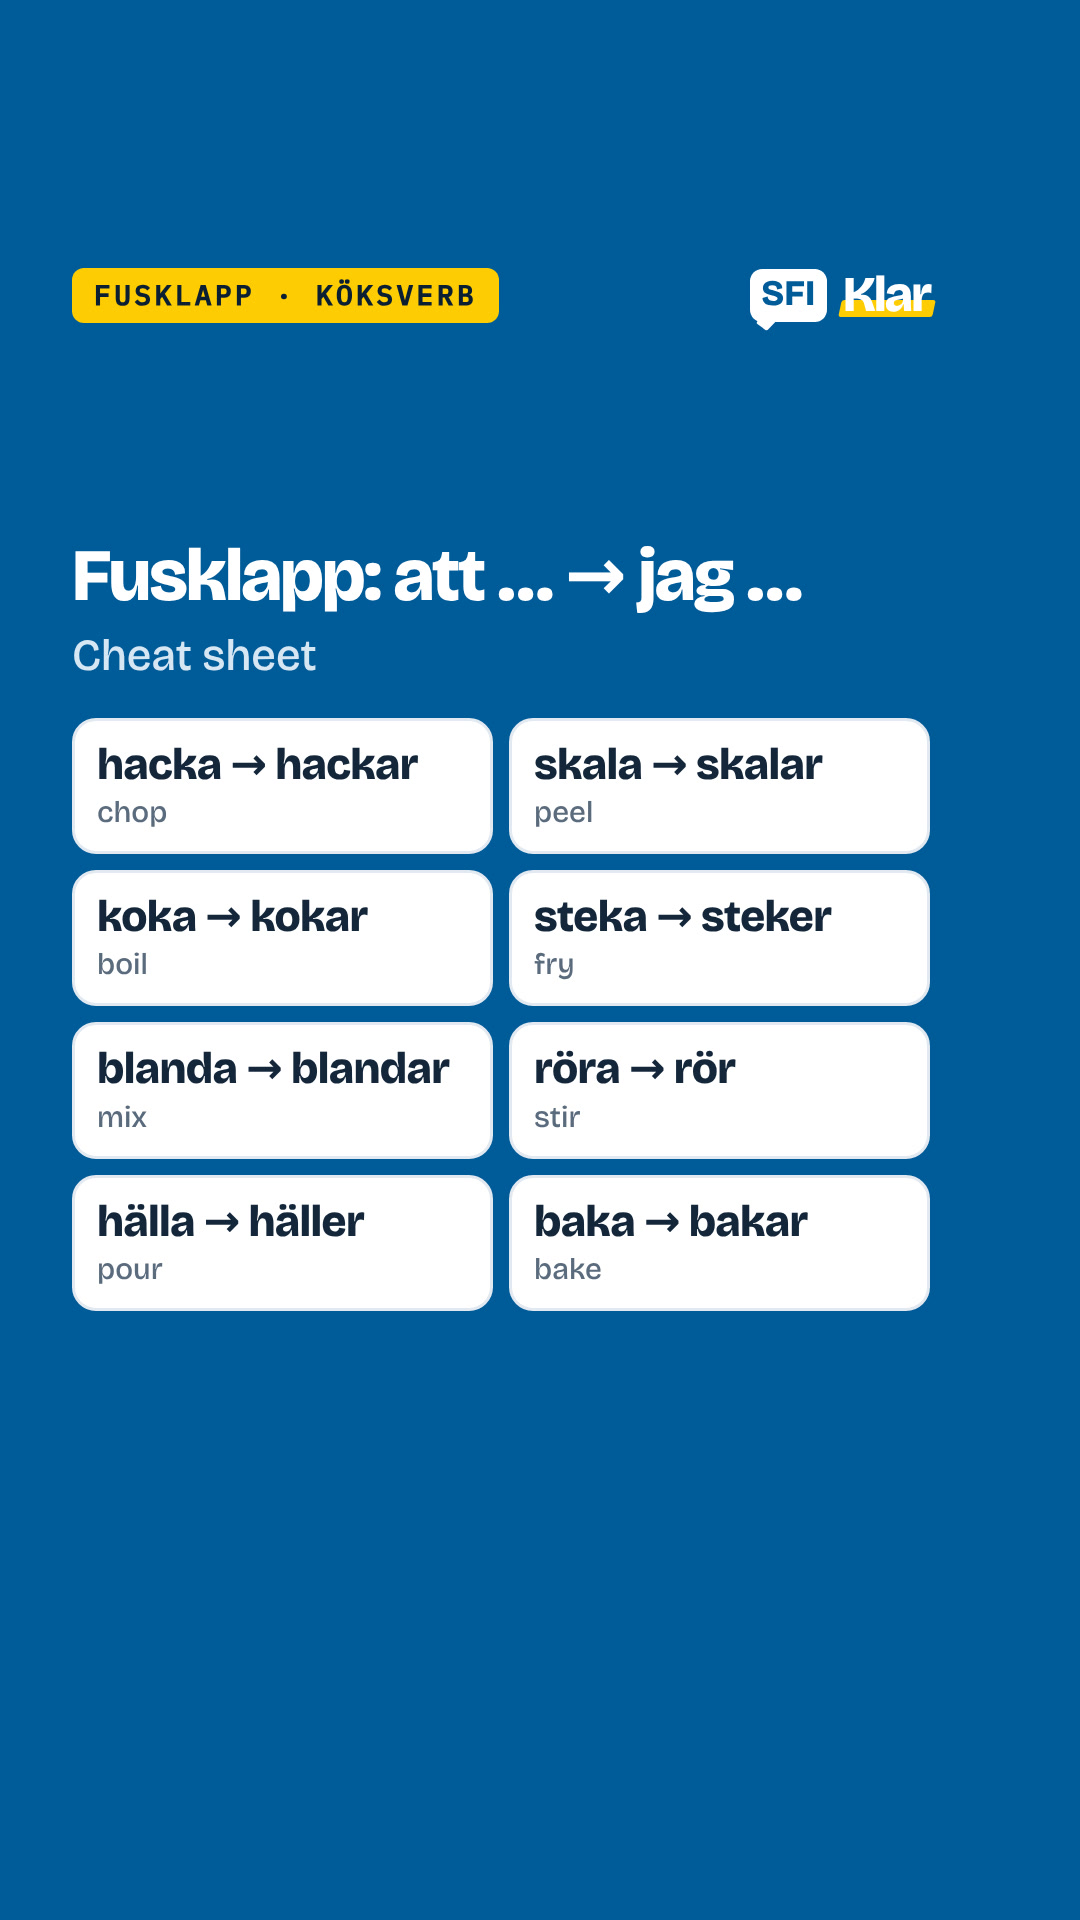 FUSKLAPP · KÖKSVERB
SFI Klar
Fusklapp: att ... → jag ...
Cheat sheet
hacka → hackar
chop
skala → skalar
peel
koka → kokar
boil
steka → steker
fry
blanda → blandar
mix
röra → rör
stir
hälla → häller
pour
baka → bakar
bake